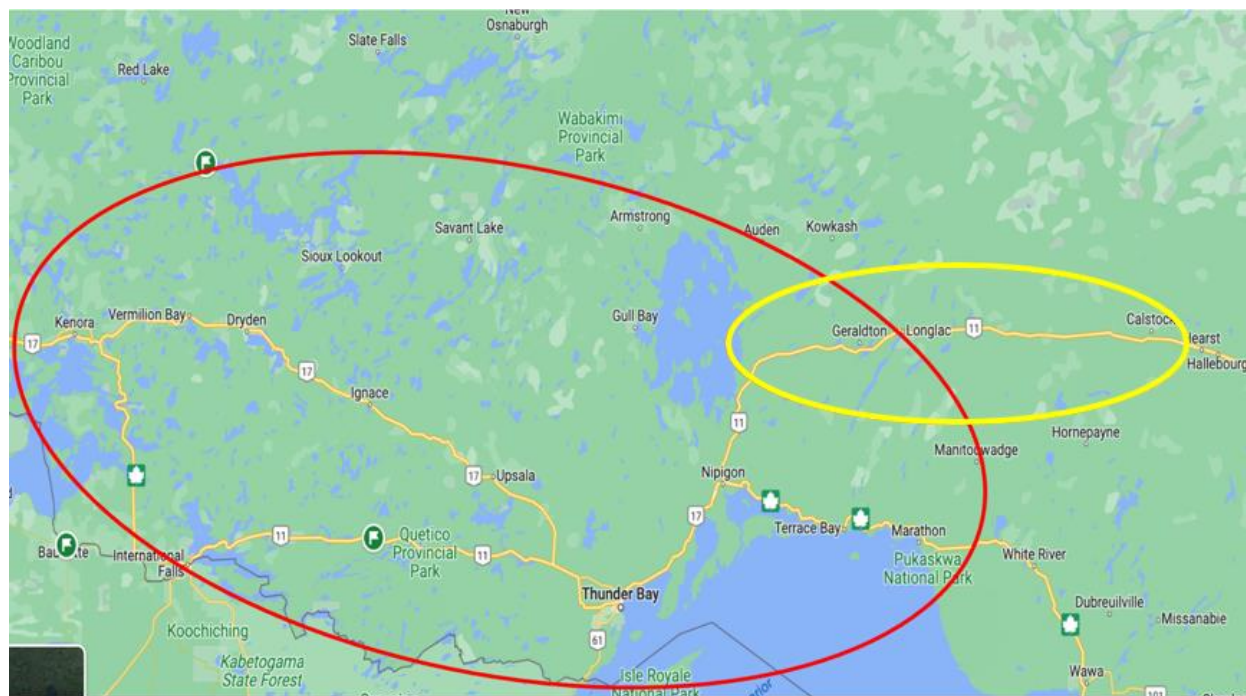 New
Osnaburgh
Slate Falls
Woodland
Caribou
Provincial
Park
Red Lake
Wabakimi
Provincial
Park
Armstrong
Savant Lake
Auden
Kowkash
Sioux Lookout
Kenora
Vermilion Bay
Dryden
Gull Bay
Geraldton
Longlac
11
Calstock
Hearst
Hallebourg
17
17
Ignace
11
Hornepayne
Manitouwadge
17
Upsala
Nipigon
17
Terrace Bay
Marathon
Pukaskwa
National Park
White River
11
Quetico
Provincial
Park
11
International
Falls
Thunder Bay
Dubreuilville
Missanabie
Koochiching
61
Kabetogama
State Forest
Isle Royale
National Park
Wawa
101